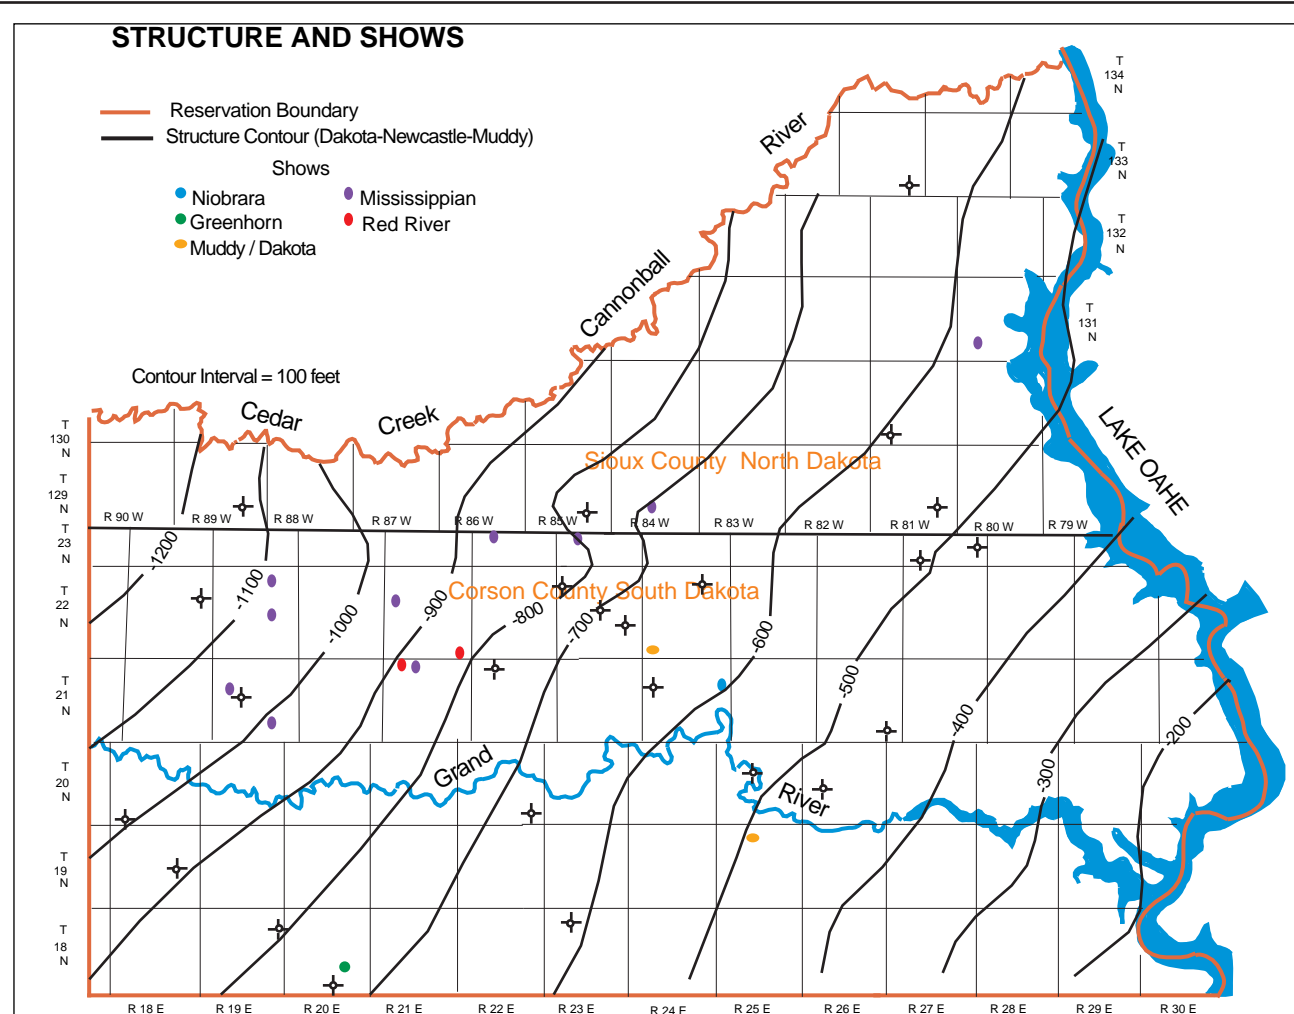 STRUCTURE AND SHOWS
Reservation Boundary
Structure Contour (Dakota-Newcastle-Muddy)
Shows
Niobrara
Mississippian
Greenhorn
Red River
Muddy / Dakota
Contour Interval = 100 feet
Cedar
Creek
Cannonball
River
T
134
N
T
133
N
T
132
N
T
131
N
LAKE OAHE
T
130
N
T
129
N
Sioux County North Dakota
R 90 W
R 89 W
R 88 W
R 87 W
R 86 W
R 85W
R 84 W
R 83 W
R 82 W
R 81 W
R 80 W
R 79 W
T
23
N
T
22
N
Corson County South Dakota
-1200
-1100
-1000
-900
-800
-700
-600
-500
-400
-300
-200
T
21
N
T
20
N
Grand
River
T
19
N
T
18
N
R 18 E
R 19 E
R 20 E
R 21 E
R 22 E
R 23 E
R 24 E
R 25 E
R 26 E
R 27 E
R 28 E
R 29 E
R 30 E